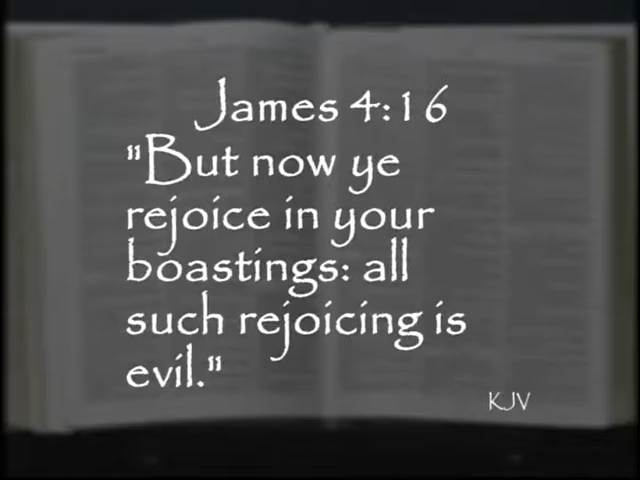 James 4:16
"But now ye
rejoice in your
boastings: all
such rejoicing is
evil."
KJV